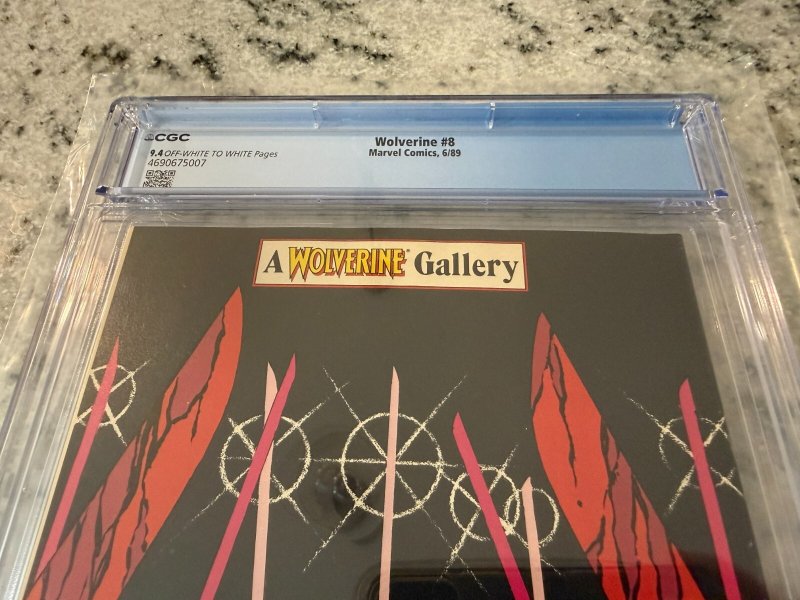 CGC
9.4 OFF-WHITE TO WHITE Pages
4690675007
Wolverine #8
Marvel Comics, 6/89
A WOLVERINE® Gallery